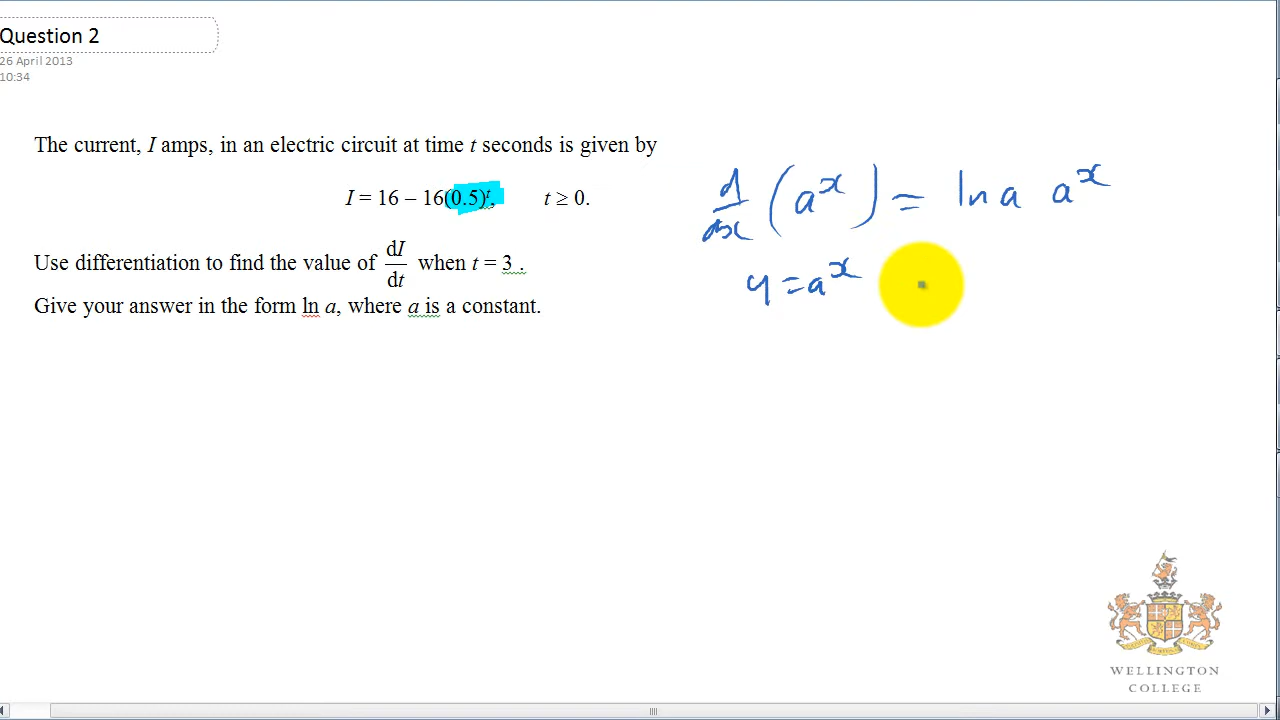 Question 2
26 April 2013
10:34
The current, I amps, in an electric circuit at time t seconds is given by
I = 16 – 16(0.5)ᵗ, t ≥ 0.
d/dx (aˣ) = ln a aˣ
y = aˣ
Use differentiation to find the value of dI/dt when t = 3 .
Give your answer in the form ln a, where a is a constant.
WELLINGTON
COLLEGE